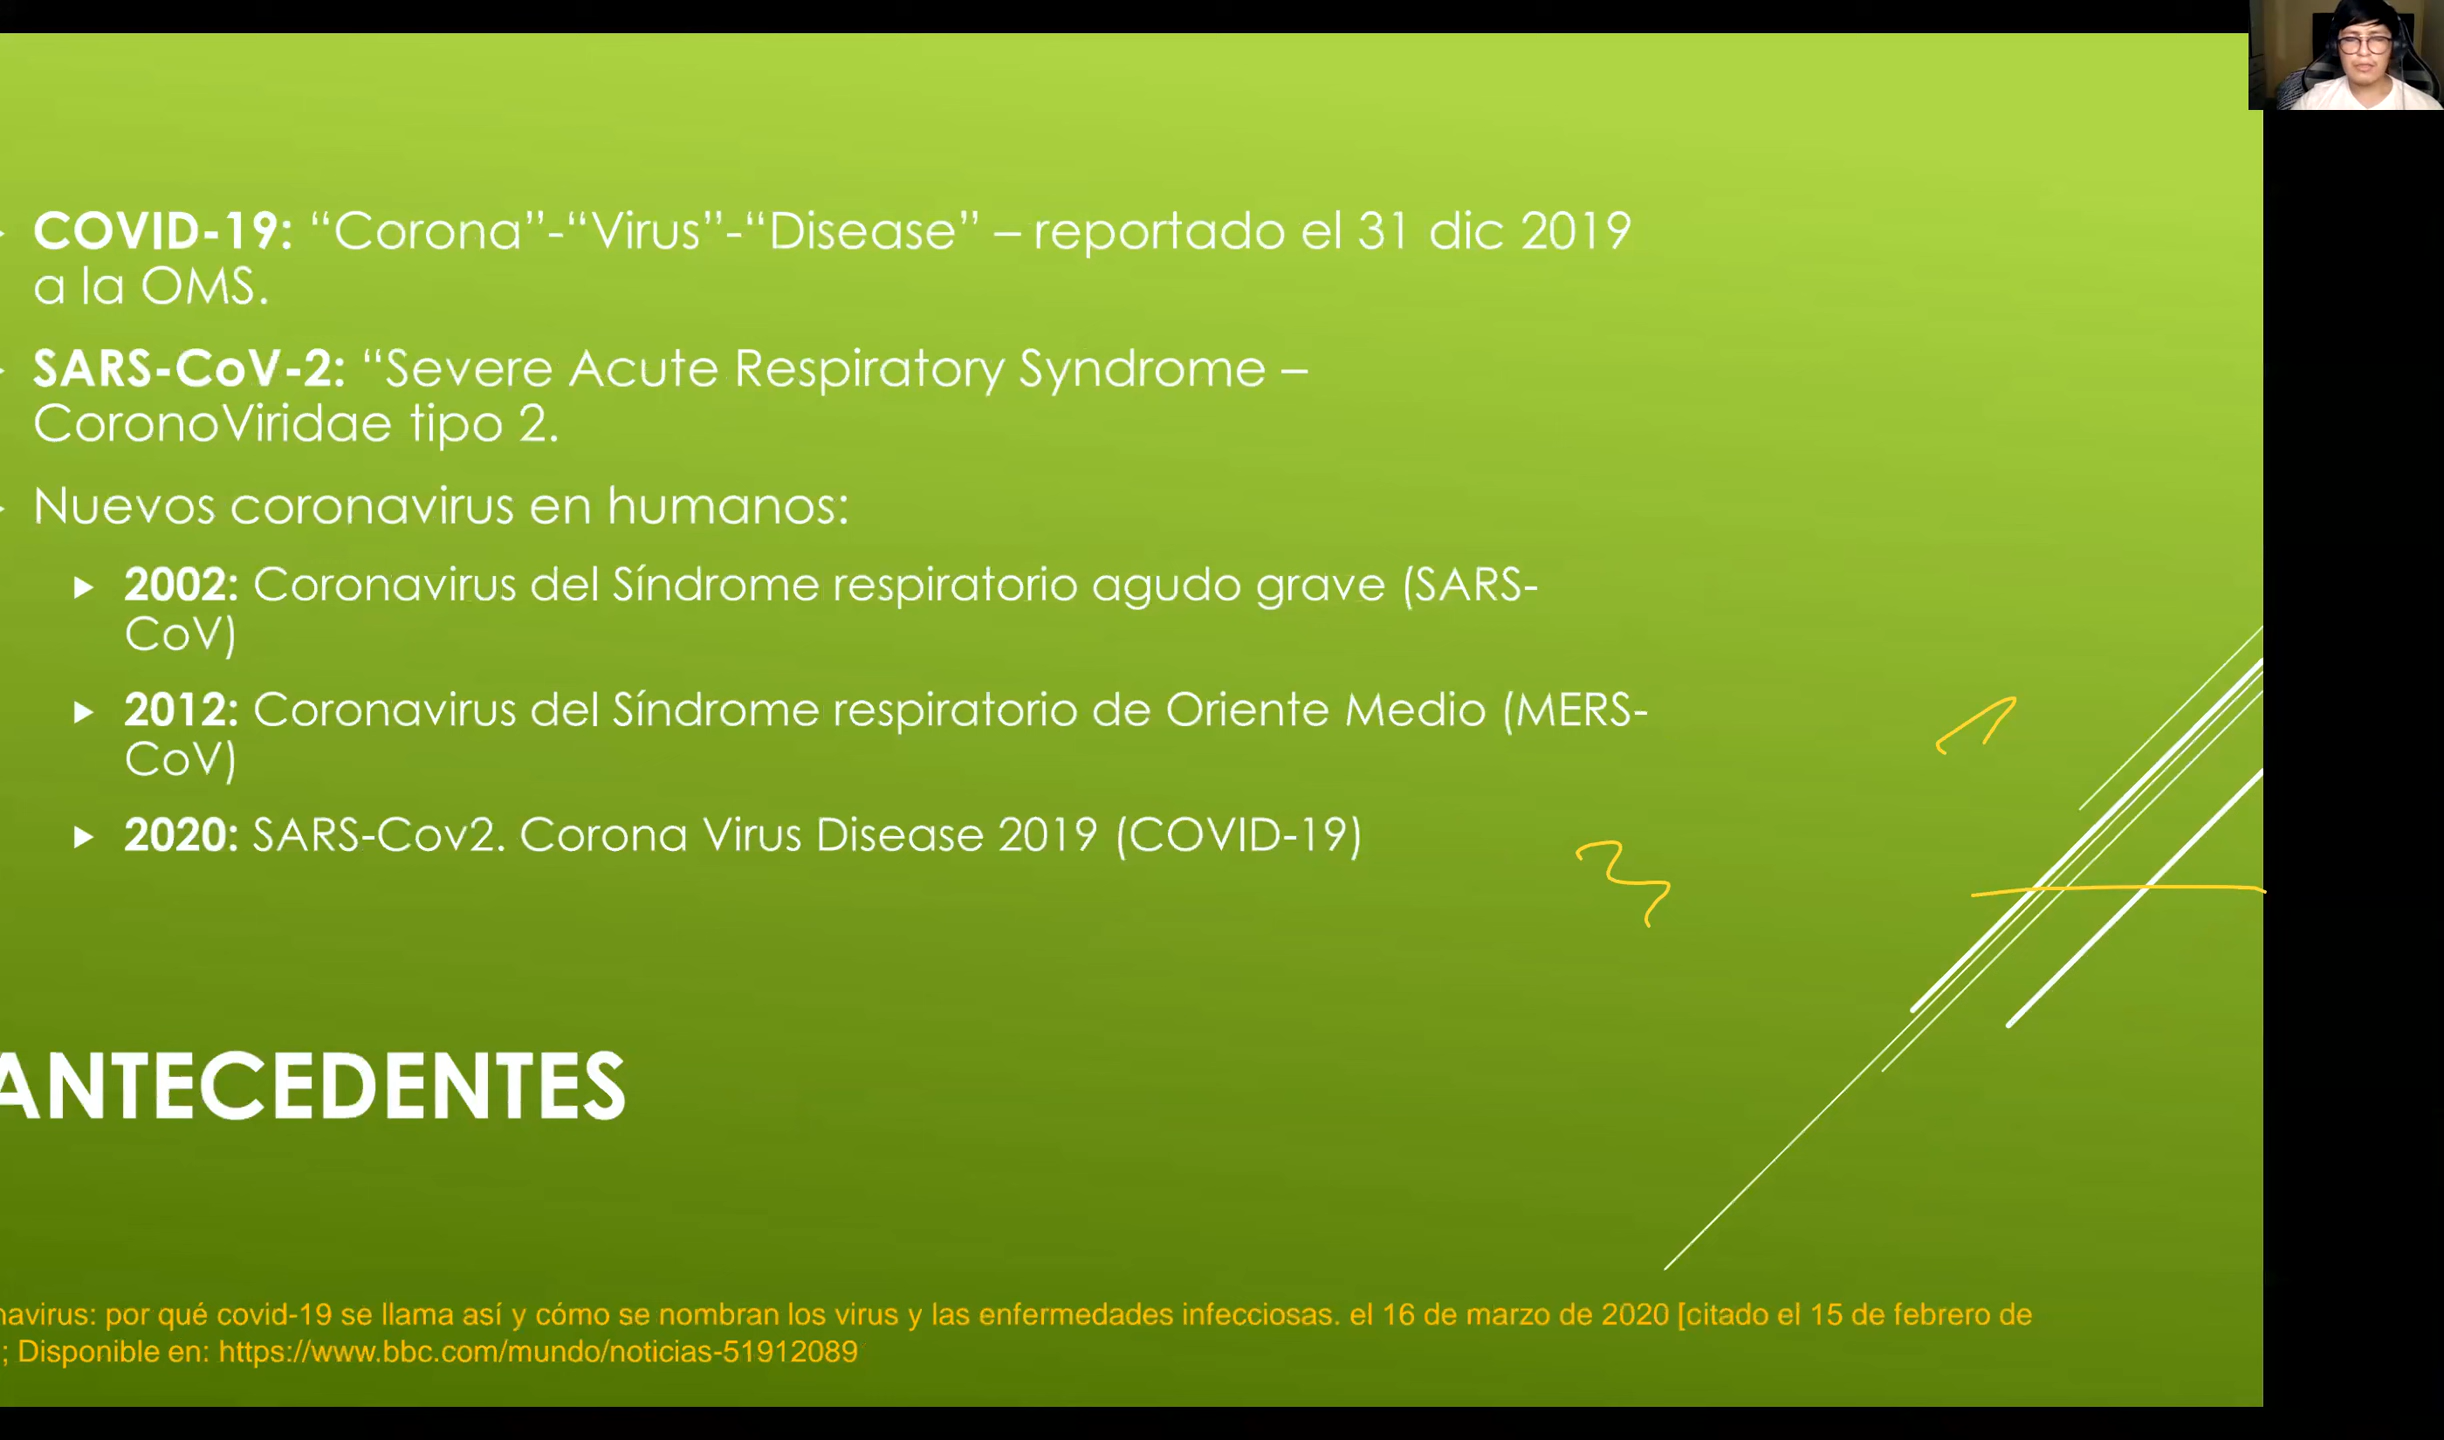 COVID-19: “Corona”-“Virus”-“Disease” – reportado el 31 dic 2019
a la OMS.
SARS-CoV-2: “Severe Acute Respiratory Syndrome –
CoronoViridae tipo 2.
Nuevos coronavirus en humanos:
2002: Coronavirus del Síndrome respiratorio agudo grave (SARS-
CoV)
2012: Coronavirus del Síndrome respiratorio de Oriente Medio (MERS-
CoV)
2020: SARS-Cov2. Corona Virus Disease 2019 (COVID-19)
ANTECEDENTES
navirus: por qué covid-19 se llama así y cómo se nombran los virus y las enfermedades infecciosas. el 16 de marzo de 2020 [citado el 15 de febrero de
; Disponible en: https://www.bbc.com/mundo/noticias-51912089